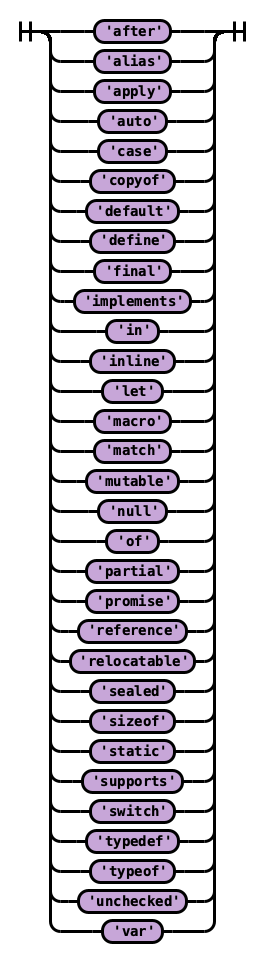 'after'
'alias'
'apply'
'auto'
'case'
'copyof'
'default'
'define'
'final'
'implements'
'in'
'inline'
'let'
'macro'
'match'
'mutable'
'null'
'of'
'partial'
'promise'
'reference'
'relocatable'
'sealed'
'sizeof'
'static'
'supports'
'switch'
'typedef'
'typeof'
'unchecked'
'var'